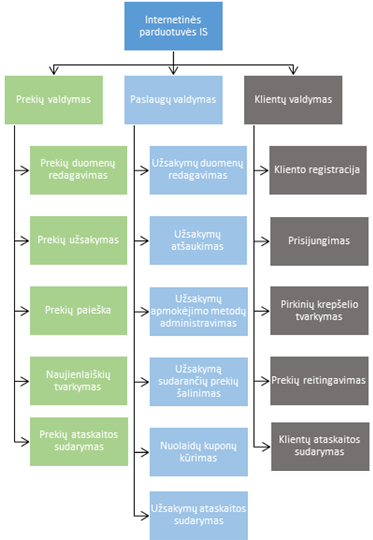 Internetinės
parduotuvės IS
Prekių valdymas
Paslaugų valdymas
Klientų valdymas
Prekių duomenų
redagavimas
Prekių užsakymas
Prekių paieška
Naujienlaiškių
tvarkymas
Prekių ataskaitos
sudarymas
Užsakymų duomenų
redagavimas
Užsakymų
atšaukimas
Užsakymų
apmokėjimo metodų
administravimas
Užsakymą
sudarančių prekių
šalinimas
Nuolaidų kuponų
kūrimas
Užsakymų ataskaitos
sudarymas
Kliento registracija
Prisijungimas
Pirkinių krepšelio
tvarkymas
Prekių reitingavimas
Klientų ataskaitos
sudarymas